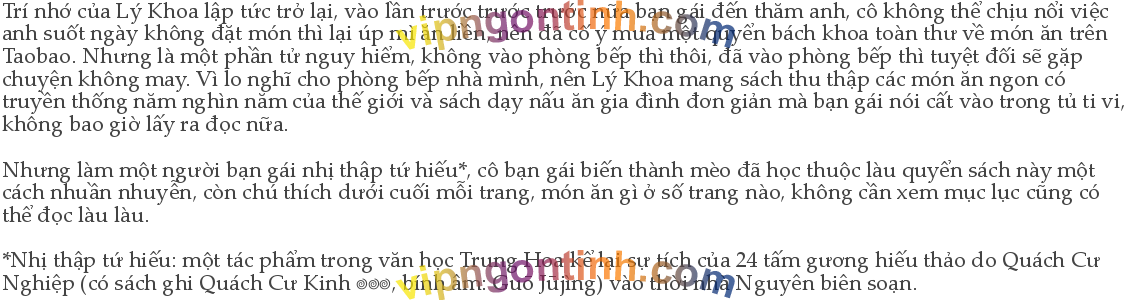 Trí nhớ của Lý Khoa lập tức trở lại, vào lần trước trước trước nữa bạn gái đến thăm anh, cô không thể chịu nổi việc
anh suốt ngày không đặt món thì lại úp mì ăn liền, nên đã cố ý mua một quyển bách khoa toàn thư về món ăn trên
Taobao. Nhưng là một phần tử nguy hiểm, không vào phòng bếp thì thôi, đã vào phòng bếp thì tuyệt đối sẽ gặp
chuyện không may. Vì lo nghĩ cho phòng bếp nhà mình, nên Lý Khoa mang sách thu thập các món ăn ngon có
truyền thống năm nghìn năm của thế giới và sách dạy nấu ăn gia đình đơn giản mà bạn gái nói cất vào trong tủ ti vi,
không bao giờ lấy ra đọc nữa.
Nhưng làm một người bạn gái nhị thập tứ hiếu*, cô bạn gái biến thành mèo đã học thuộc làu quyển sách này một
cách nhuần nhuyễn, còn chú thích dưới cuối mỗi trang, món ăn gì ở số trang nào, không cần xem mục lục cũng có
thể đọc làu làu.
*Nhị thập tứ hiếu: một tác phẩm trong văn học Trung Hoa kể lại sự tích của 24 tấm gương hiếu thảo do Quách Cư
Nghiệp (có sách ghi Quách Cư Kinh , bính âm: Guō Jūjìng) vào thời nhà Nguyên biên soạn.
vipngontinh.com
vipngontinh.com